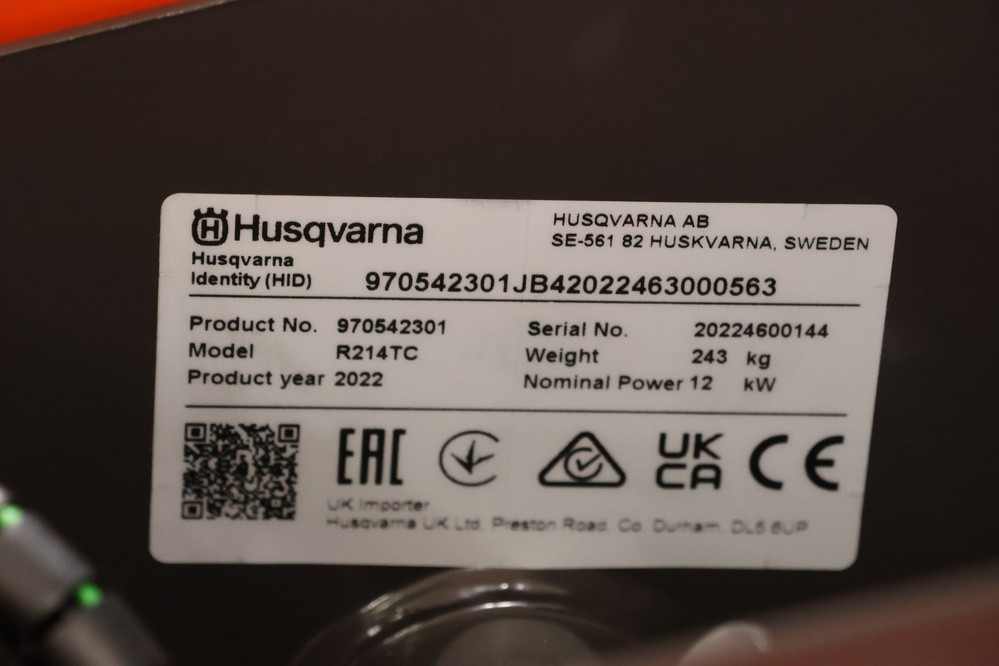 Husqvarna
HUSQVARNA AB
SE-561 82 HUSKVARNA, SWEDEN
Husqvarna
Identity (HID) 970542301JB42022463000563
Product No. 970542301 Serial No. 20224600144
Model R214TC Weight 243 kg
Product year 2022 Nominal Power 12 kW
EAC
UK
CA
CE
UK Importer
Husqvarna UK Ltd. Preston Road. Co. Durham. DL5 6UP